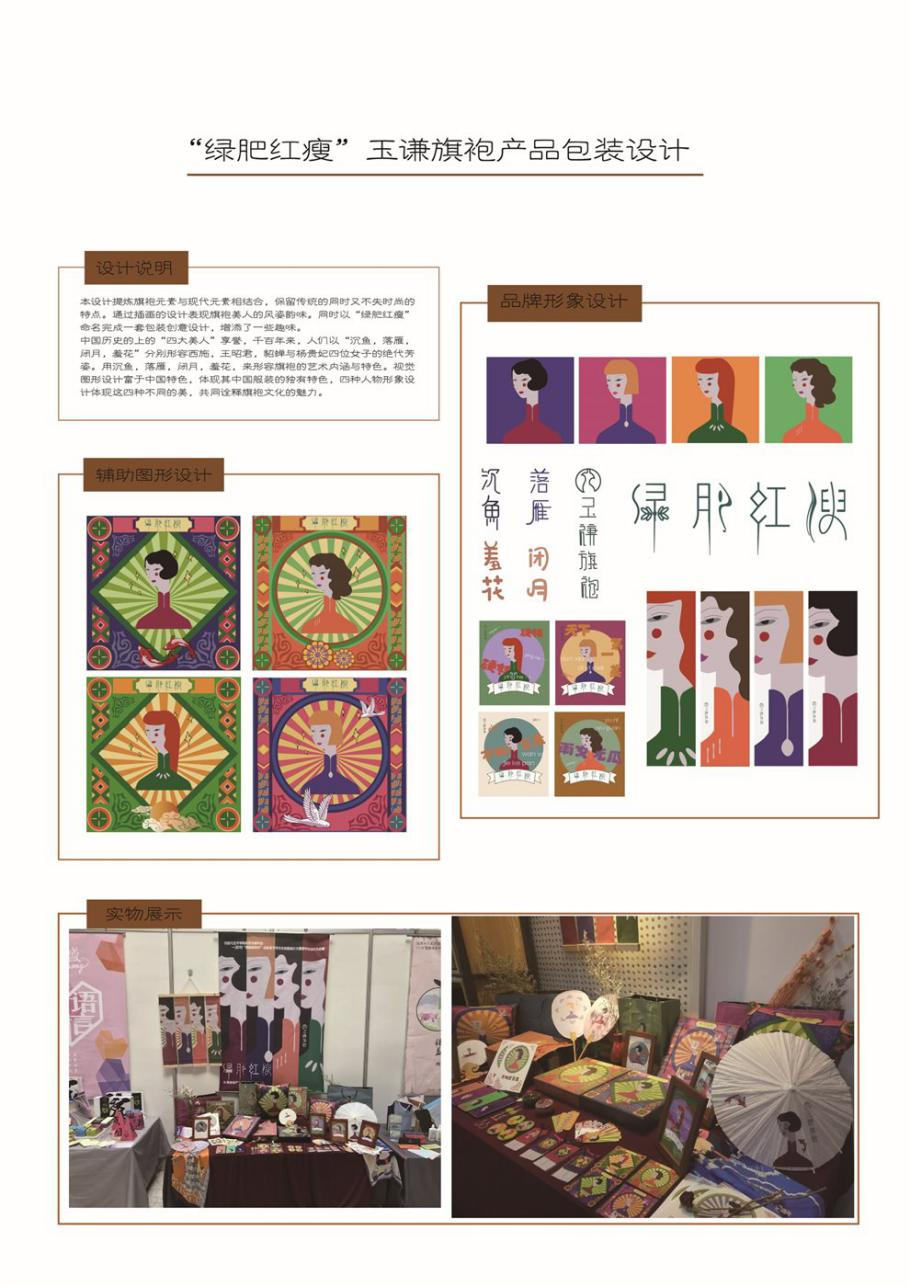 “绿肥红瘦”玉谦旗袍产品包装设计
设计说明
本设计提炼旗袍元素与现代元素相结合，保留传统的同时又不失时尚的
特点。通过插画的设计表现旗袍美人的风姿韵味。同时以“绿肥红瘦”
命名完成一套包装创意设计，增添了一些趣味。
中国历史的上的“四大美人”享誉，千百年来，人们以“沉鱼，落雁，
闭月，羞花”分别形容西施，王昭君，貂蝉与杨贵妃四位女子的绝代芳
姿。用沉鱼，落雁，闭月，羞花，来形容旗袍的艺术内涵与特色。视觉
图形设计富于中国特色，体现其中国服装的独有特色，四种人物形象设
计体现这四种不同的美，共同诠释旗袍文化的魅力。
品牌形象设计
沉鱼
落雁
玉谦旗袍
绿肥红瘦
羞花
闭月
绿肥红瘦
绿肥红瘦
绿肥红瘦
绿肥红瘦
辅助图形设计
绿肥红瘦
绿肥红瘦
绿肥红瘦
绿肥红瘦
实物展示
语言
绿肥红瘦